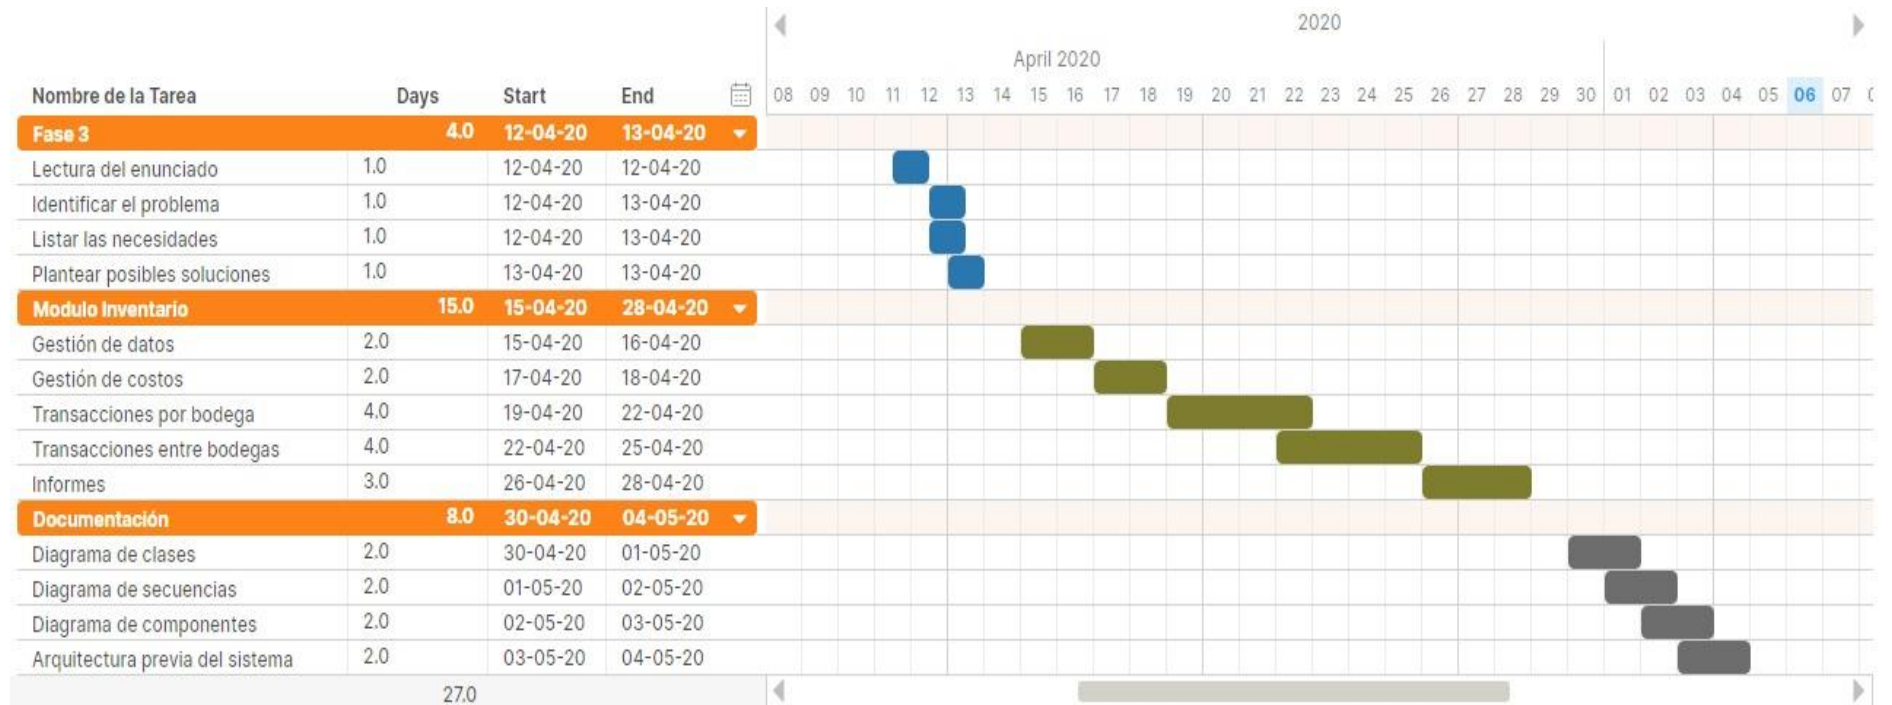 2020
April 2020
Nombre de la Tarea Days Start End 08 09 10 11 12 13 14 15 16 17 18 19 20 21 22 23 24 25 26 27 28 29 30 01 02 03 04 05 06 07
Fase 3 4.0 12-04-20 13-04-20
Lectura del enunciado 1.0 12-04-20 12-04-20
Identificar el problema 1.0 12-04-20 13-04-20
Listar las necesidades 1.0 12-04-20 13-04-20
Plantear posibles soluciones 1.0 13-04-20 13-04-20
Modulo Inventario 15.0 15-04-20 28-04-20
Gestión de datos 2.0 15-04-20 16-04-20
Gestión de costos 2.0 17-04-20 18-04-20
Transacciones por bodega 4.0 19-04-20 22-04-20
Transacciones entre bodegas 4.0 22-04-20 25-04-20
Informes 3.0 26-04-20 28-04-20
Documentación 8.0 30-04-20 04-05-20
Diagrama de clases 2.0 30-04-20 01-05-20
Diagrama de secuencias 2.0 01-05-20 02-05-20
Diagrama de componentes 2.0 02-05-20 03-05-20
Arquitectura previa del sistema 2.0 03-05-20 04-05-20
27.0